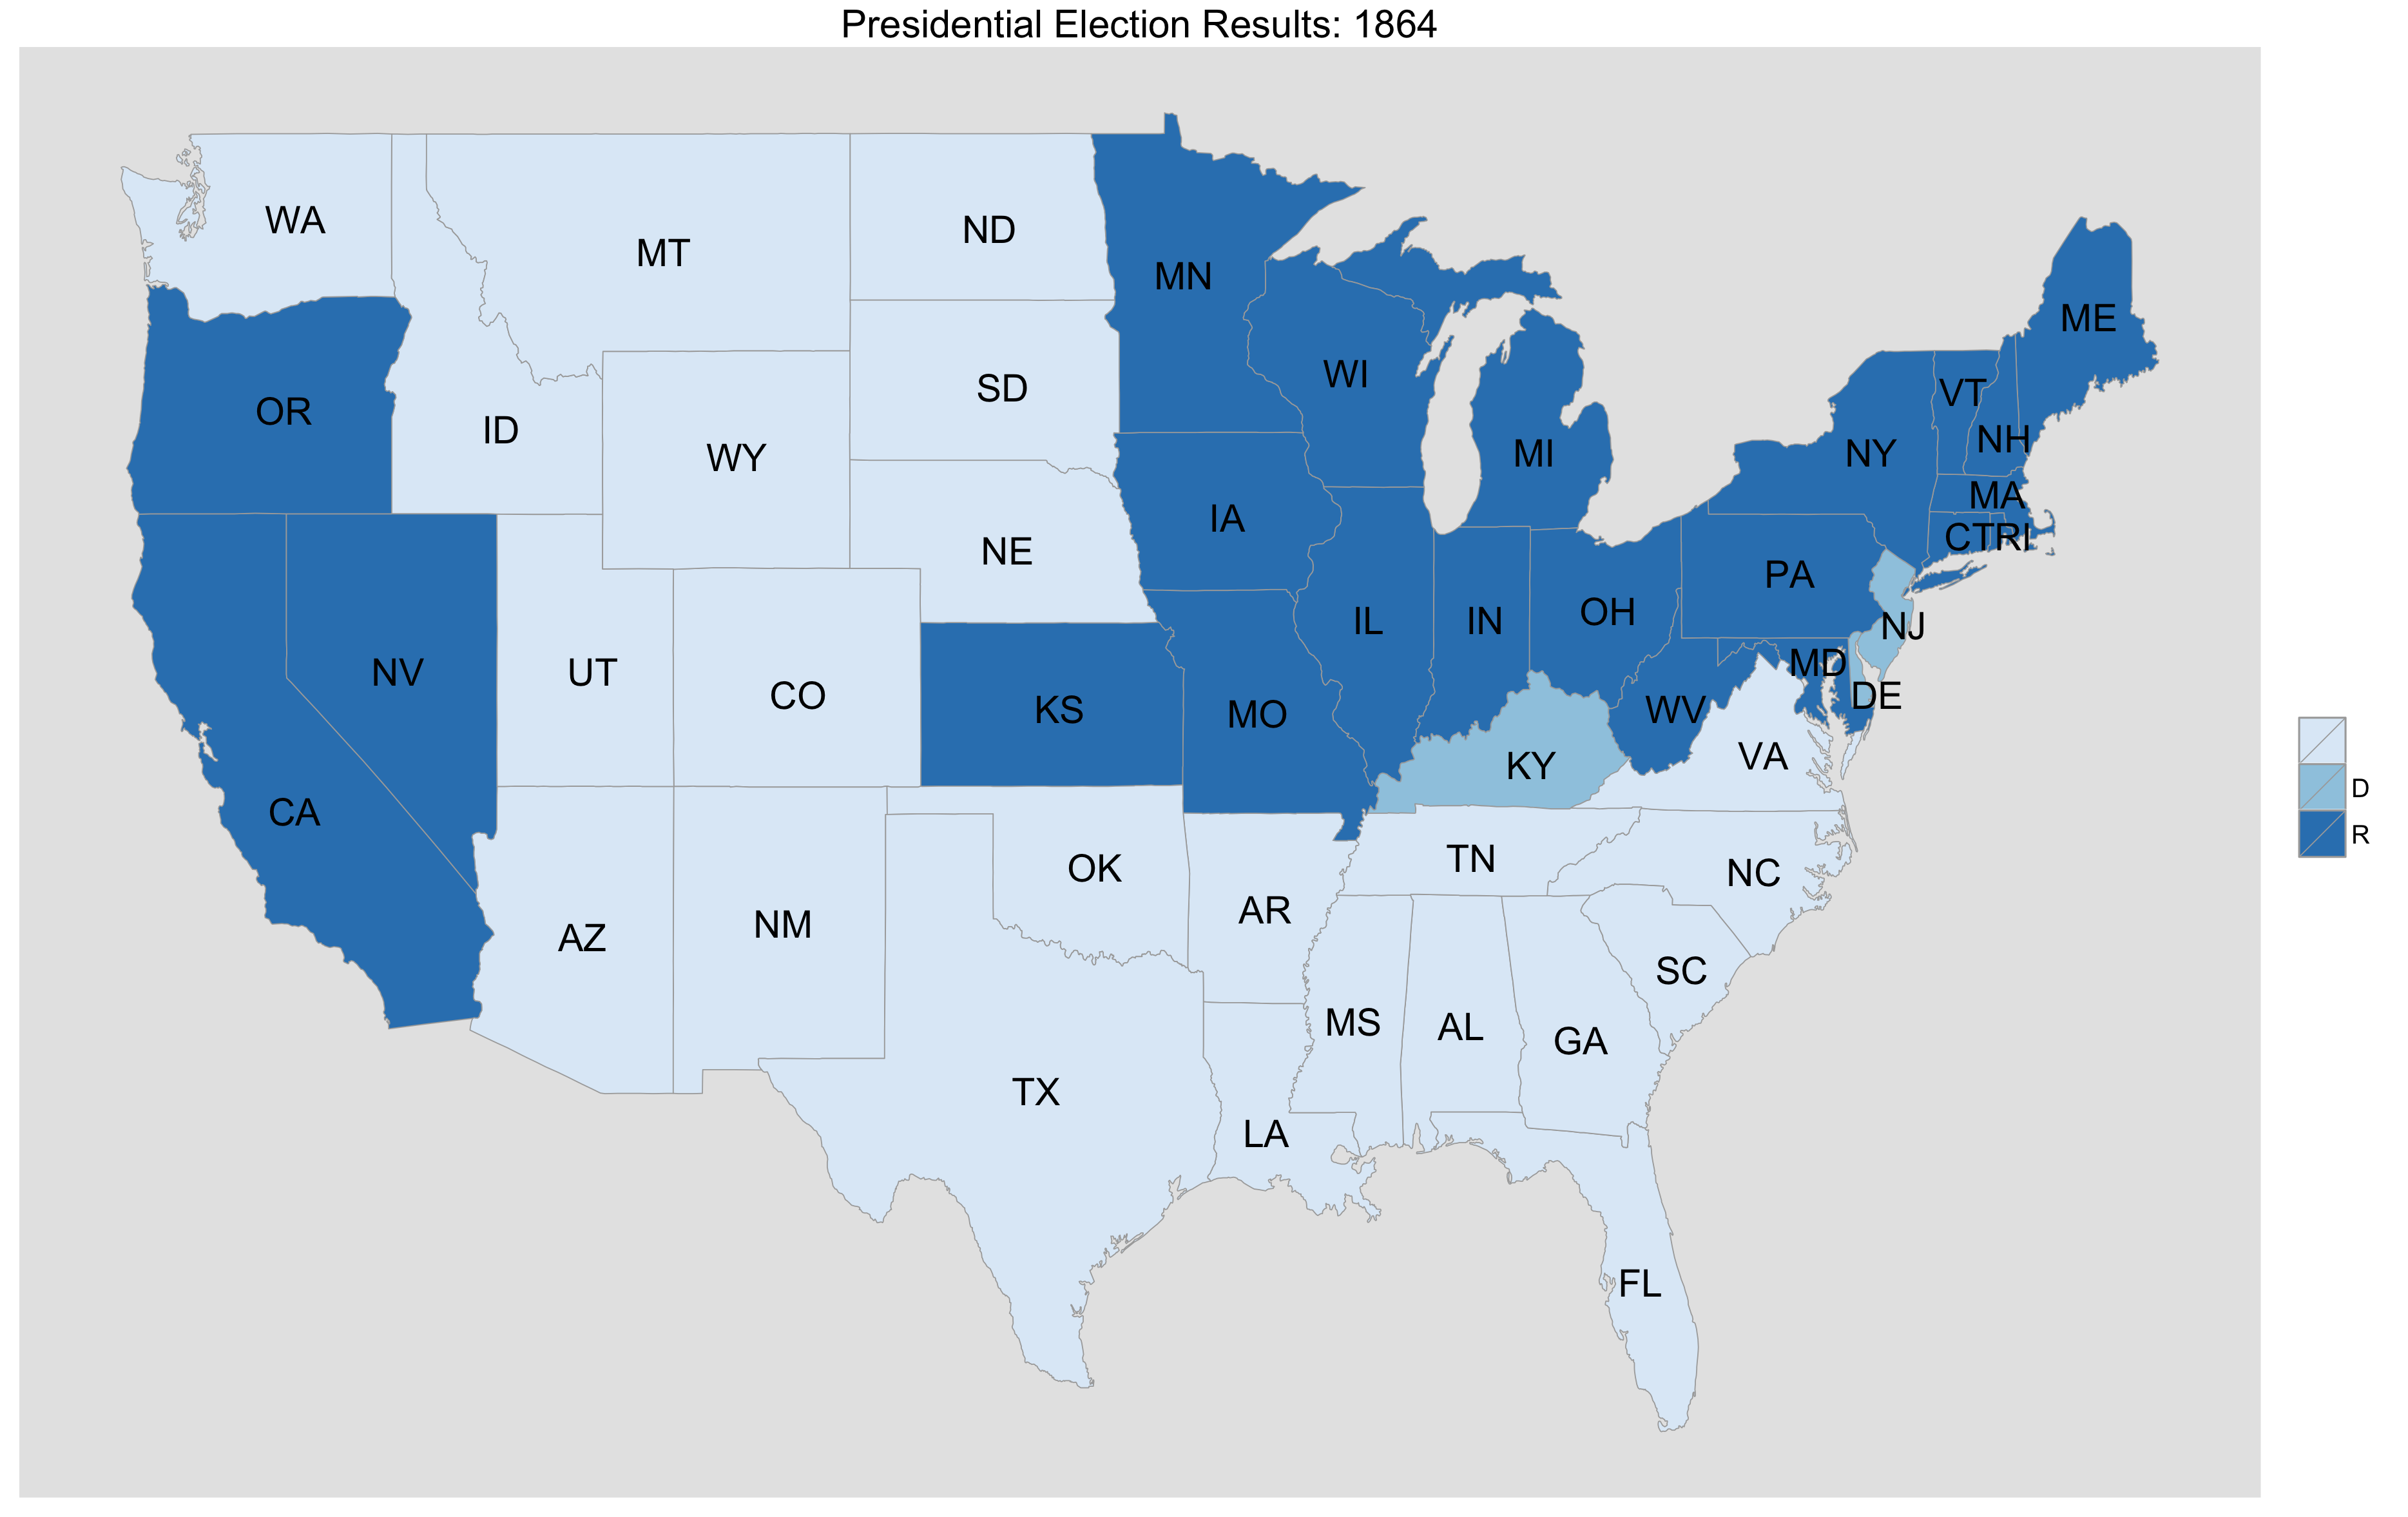 Presidential Election Results: 1864
WA
MT
ND
MN
ME
OR
ID
WY
SD
WI
MI
VT
NH
NY
MA
CT
RI
NE
IA
PA
NJ
NV
UT
CO
KS
MO
IL
IN
OH
WV
MD
DE
VA
KY
D
R
CA
AZ
NM
OK
AR
TN
NC
SC
MS
AL
GA
TX
LA
FL